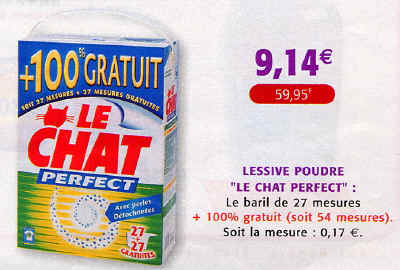 +100% GRATUIT
SOIT 27 MESURES + 27 MESURES GRATUITES
LE
CHAT
PERFECT
Avec perles
Détachantes
27
+27
GRATUITES
9,14€
59,95F
LESSIVE POUDRE
"LE CHAT PERFECT" :
Le baril de 27 mesures
+ 100% gratuit (soit 54 mesures).
Soit la mesure : 0,17 €.